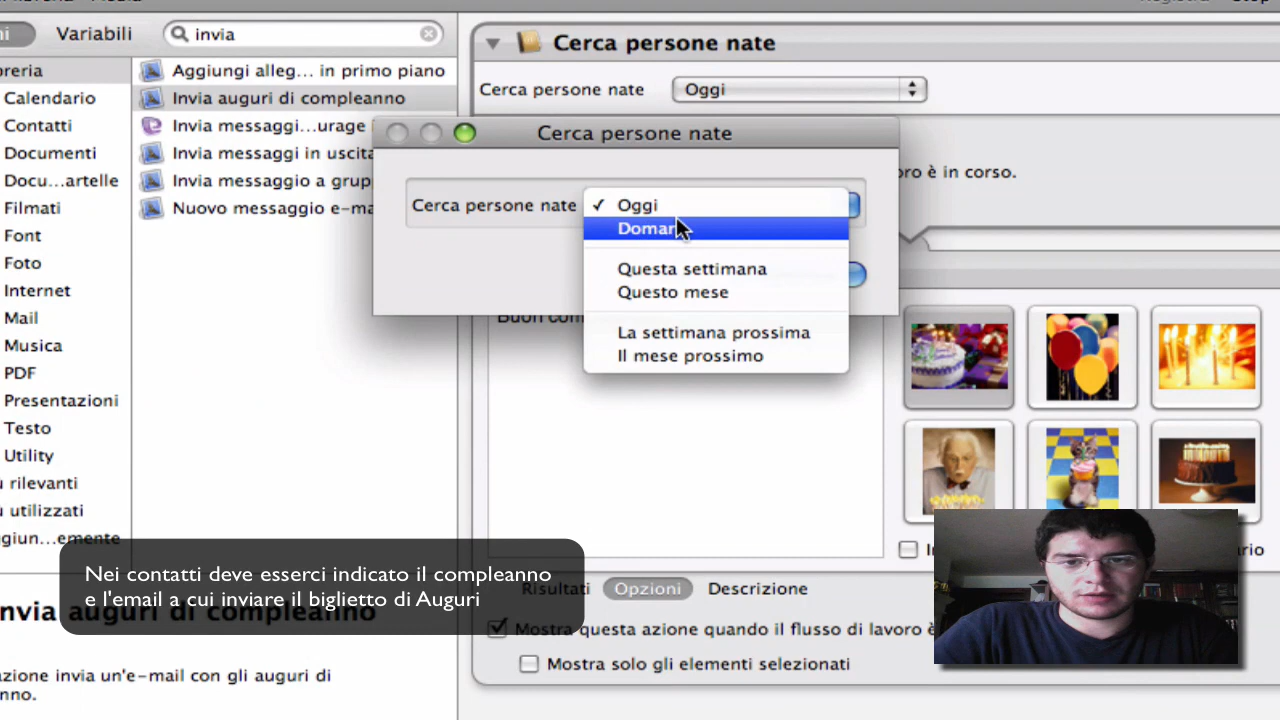 Variabili
invia
Cerca persone nate
Cerca persone nate
Oggi
Aggiungi alleg... in primo piano
Calendario
Invia auguri di compleanno
Contatti
Invia messaggi...urage
Cerca persone nate
Documenti
Invia messaggi in uscita
Docu...artelle
Invia messaggio a grup
Filmati
Nuovo messaggio e-ma
Font
Foto
Internet
Mail
Musica
PDF
Presentazioni
Testo
Utility
rilevanti
utilizzati
oro è in corso.
Cerca persone nate
✓ Oggi
Questa settimana
Questo mese
La settimana prossima
Il mese prossimo
Nei contatti deve esserci indicato il compleanno
e l'email a cui inviare il biglietto di Auguri
Risultati
Opzioni
Descrizione
nvia auguri di compleanno
Mostra questa azione quando il flusso di lavoro è
Mostra solo gli elementi selezionati
zione invia un'e-mail con gli auguri di
nno.